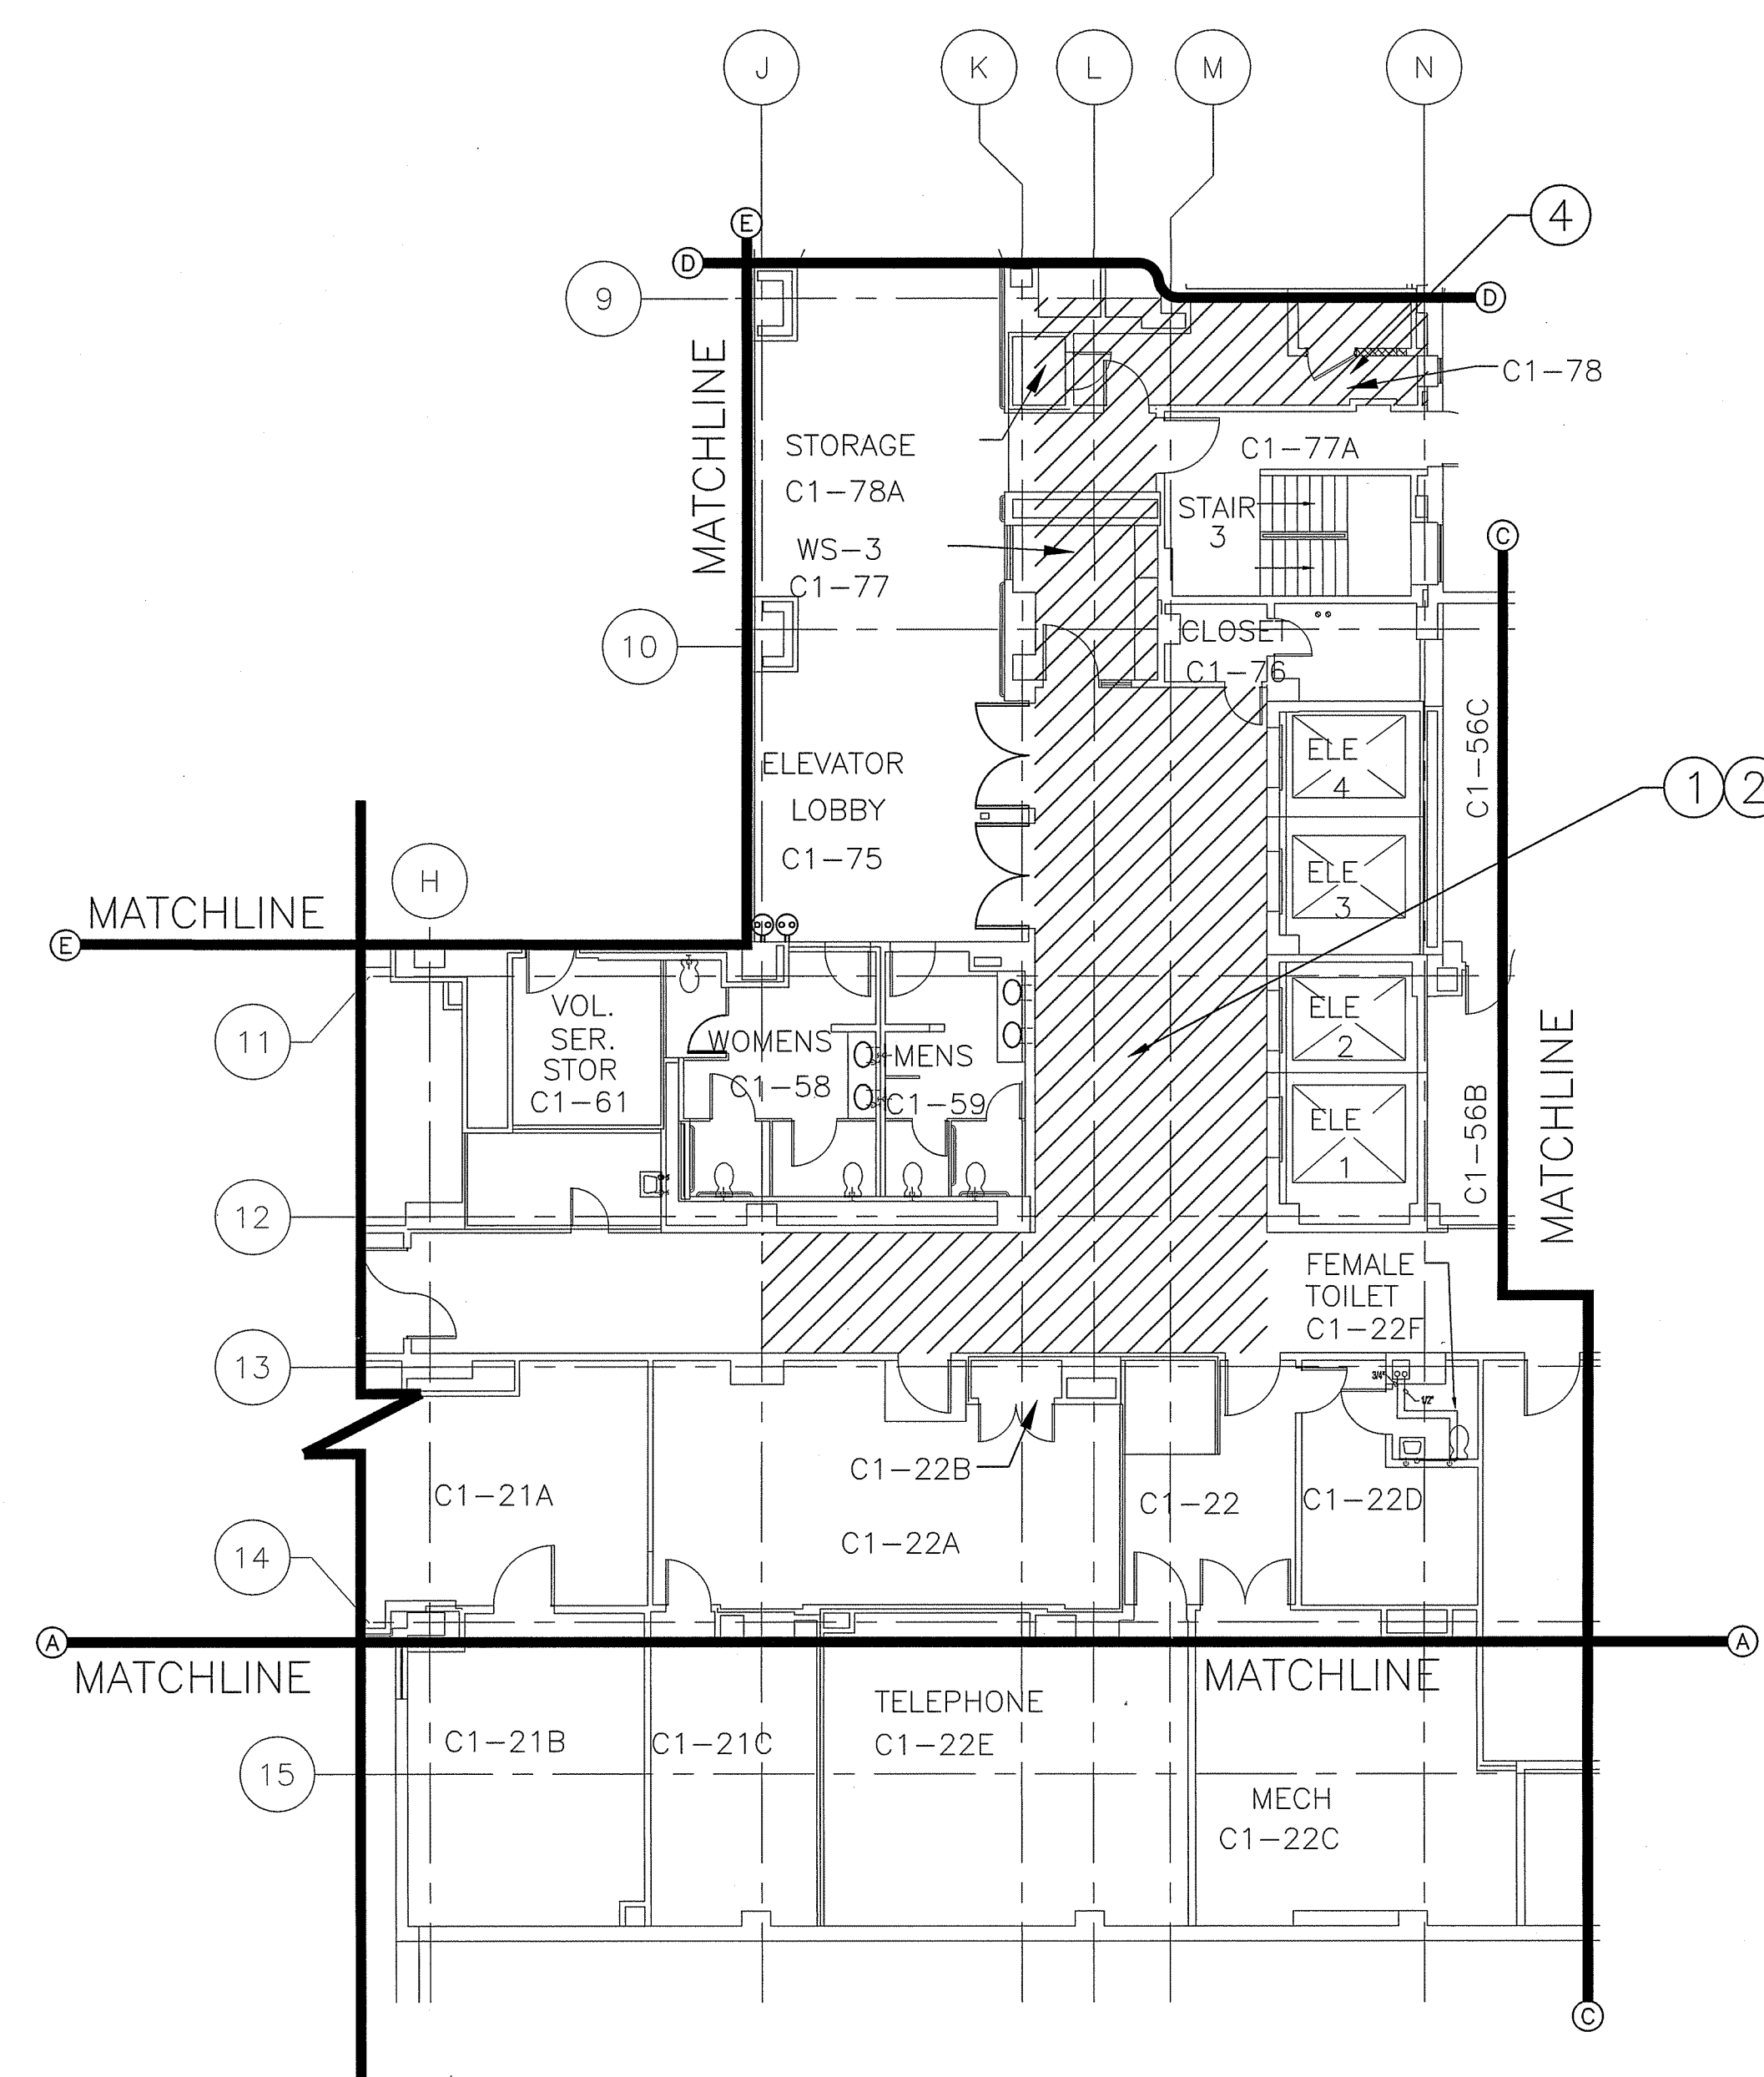 J
K
L
M
N
4
E
D
9
D
C1-78
MATCHLINE
STORAGE
C1-78A
C1-77A
STAIR
3
WS-3
C1-77
C
10
CLOSET
C1-76
C1-56C
ELEVATOR
LOBBY
C1-75
ELE
4
1
2
ELE
3
H
MATCHLINE
E
11
VOL.
SER.
STOR
C1-61
WOMENS
C1-58
MENS
C1-59
ELE
2
ELE
1
C1-56B
MATCHLINE
12
FEMALE
TOILET
C1-22F
13
3/4"
1/2"
C1-22B
C1-21A
C1-22
C1-22D
C1-22A
14
A
A
MATCHLINE
MATCHLINE
TELEPHONE
C1-22E
C1-21B
C1-21C
15
MECH
C1-22C
C